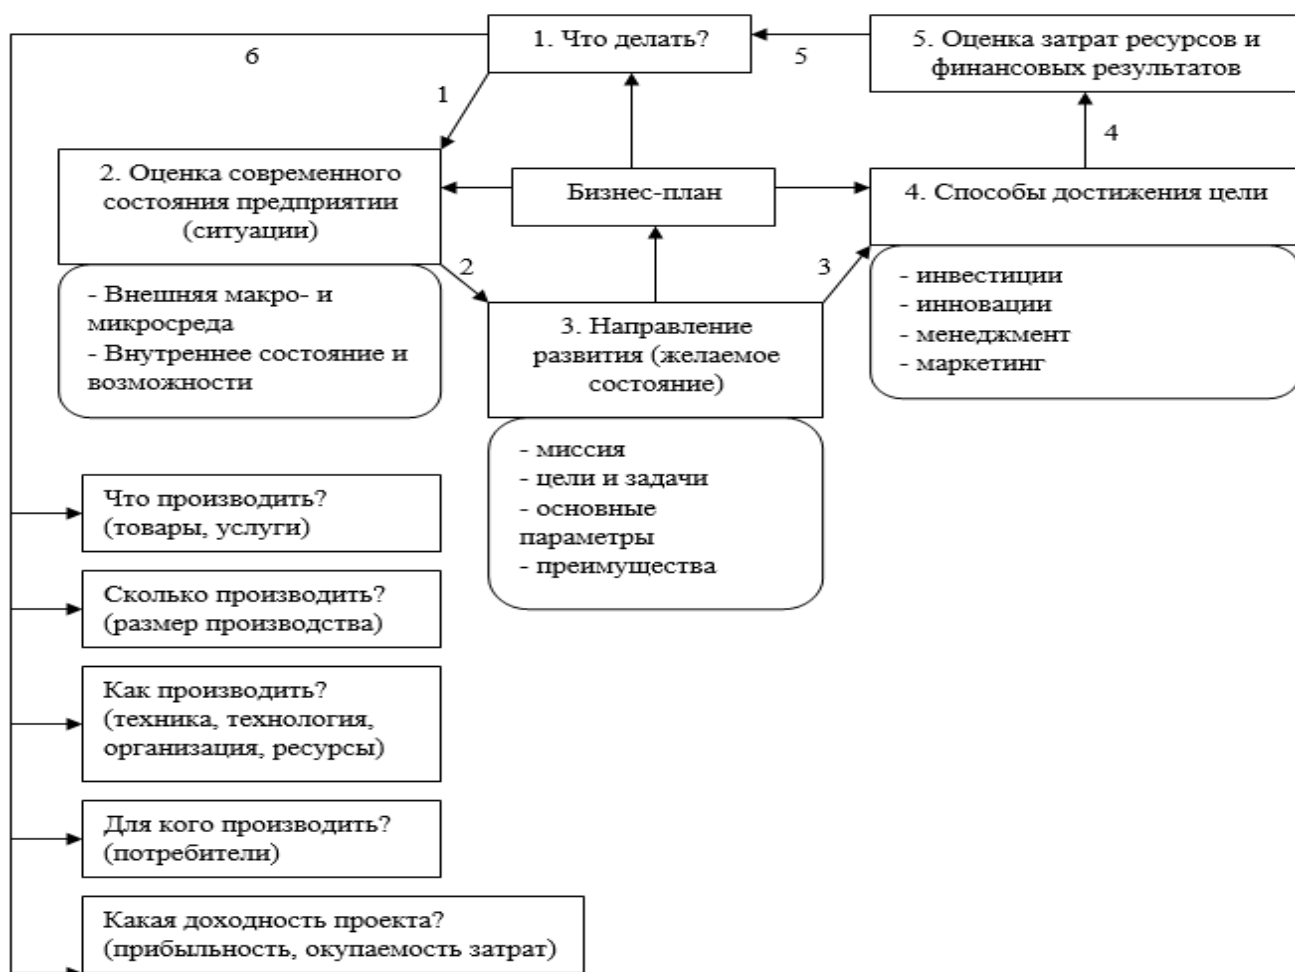 6
1. Что делать?
5
5. Оценка затрат ресурсов и
финансовых результатов
1
4
2. Оценка современного
состояния предприятии
(ситуации)
Бизнес-план
4. Способы достижения цели
2
3
- Внешняя макро- и
микросреда
- Внутреннее состояние и
возможности
3. Направление
развития (желаемое
состояние)
- инвестиции
- инновации
- менеджмент
- маркетинг
- миссия
- цели и задачи
- основные
параметры
- преимущества
Что производить?
(товары, услуги)
Сколько производить?
(размер производства)
Как производить?
(техника, технология,
организация, ресурсы)
Для кого производить?
(потребители)
Какая доходность проекта?
(прибыльность, окупаемость затрат)